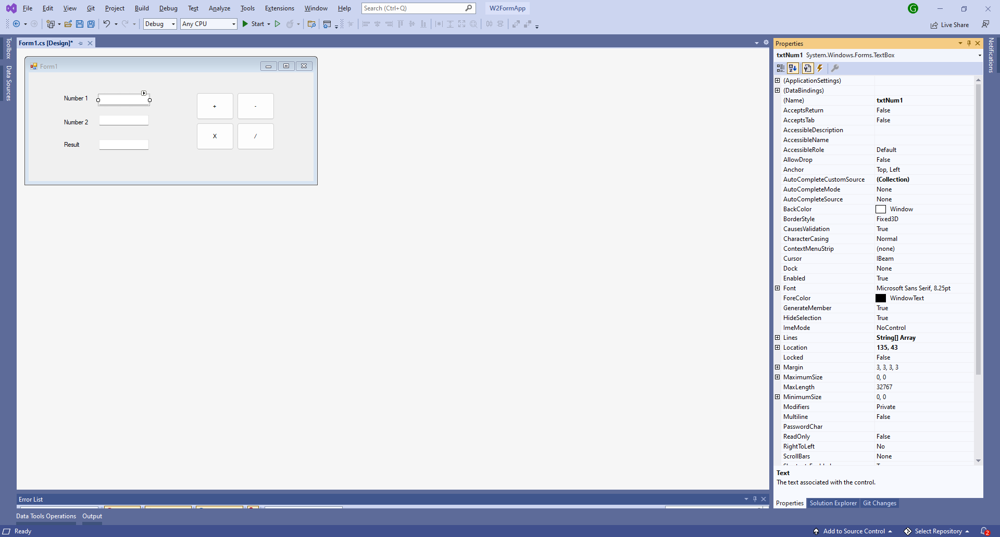 File Edit View Git Project Build Debug Test Analyze Tools Extensions Window Help Search (Ctrl+Q) W2FormApp G
Debug Any CPU Start Live Share
Toolbox
Data Sources
Form1.cs [Design]*
Form1
Number 1
+ -
Number 2
X /
Result
Properties
txtNum1 System.Windows.Forms.TextBox
(ApplicationSettings)
(DataBindings)
(Name) txtNum1
AcceptsReturn False
AcceptsTab False
AccessibleDescription
AccessibleName
AccessibleRole Default
AllowDrop False
Anchor Top, Left
AutoCompleteCustomSource (Collection)
AutoCompleteMode None
AutoCompleteSource None
BackColor Window
BorderStyle Fixed3D
CausesValidation True
CharacterCasing Normal
ContextMenuStrip (none)
Cursor IBeam
Dock None
Enabled True
Font Microsoft Sans Serif, 8.25pt
ForeColor WindowText
GenerateMember True
HideSelection True
ImeMode NoControl
Lines String[] Array
Location 135, 43
Locked False
Margin 3, 3, 3, 3
MaximumSize 0, 0
MaxLength 32767
MinimumSize 0, 0
Modifiers Private
Multiline False
PasswordChar
ReadOnly False
RightToLeft No
ScrollBars None
Text
The text associated with the control.
Properties Solution Explorer Git Changes
Notifications
Error List
Data Tools Operations Output
Ready Add to Source Control Select Repository 2